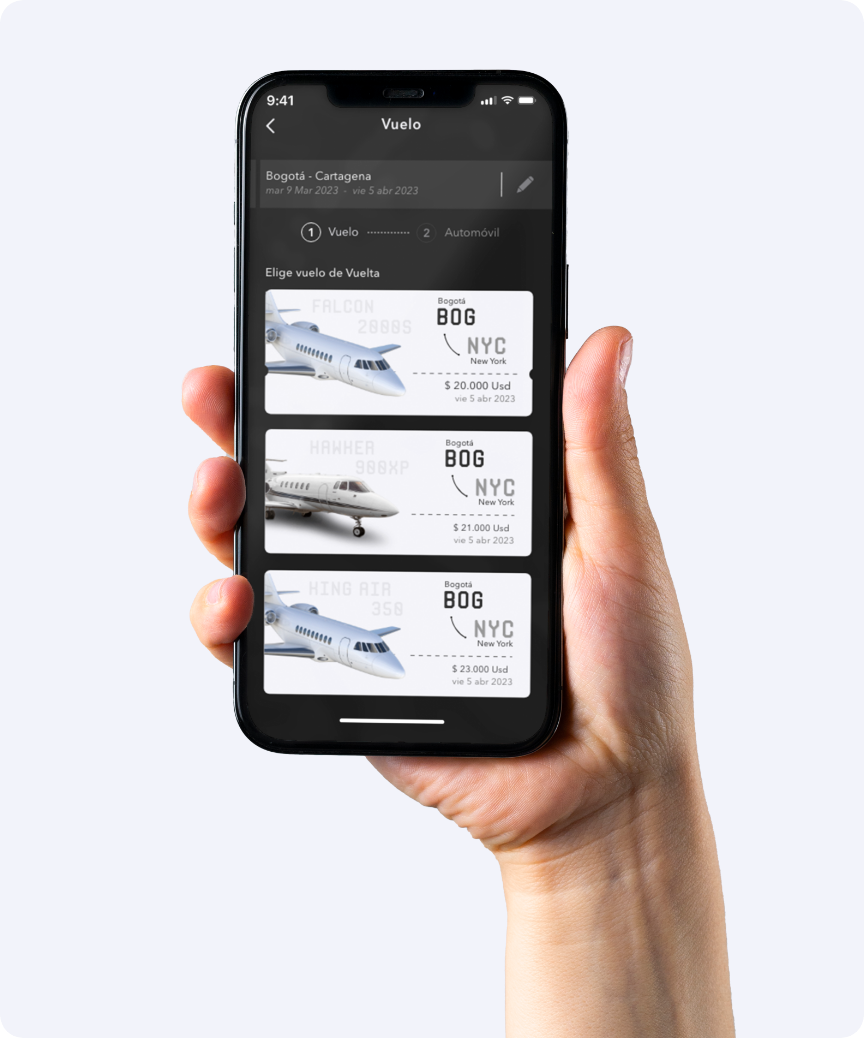 9:41
Vuelo
Bogotá - Cartagena
mar 9 Mar 2023 - vie 5 abr 2023
1 Vuelo 2 Automóvil
Elige vuelo de Vuelta
FALCON
2000S
Bogotá
BOG
NYC
New York
$ 20.000 Usd
vie 5 abr 2023
HAWKER
900XP
Bogotá
BOG
NYC
New York
$ 21.000 Usd
vie 5 abr 2023
KING AIR
350
Bogotá
BOG
NYC
New York
$ 23.000 Usd
vie 5 abr 2023